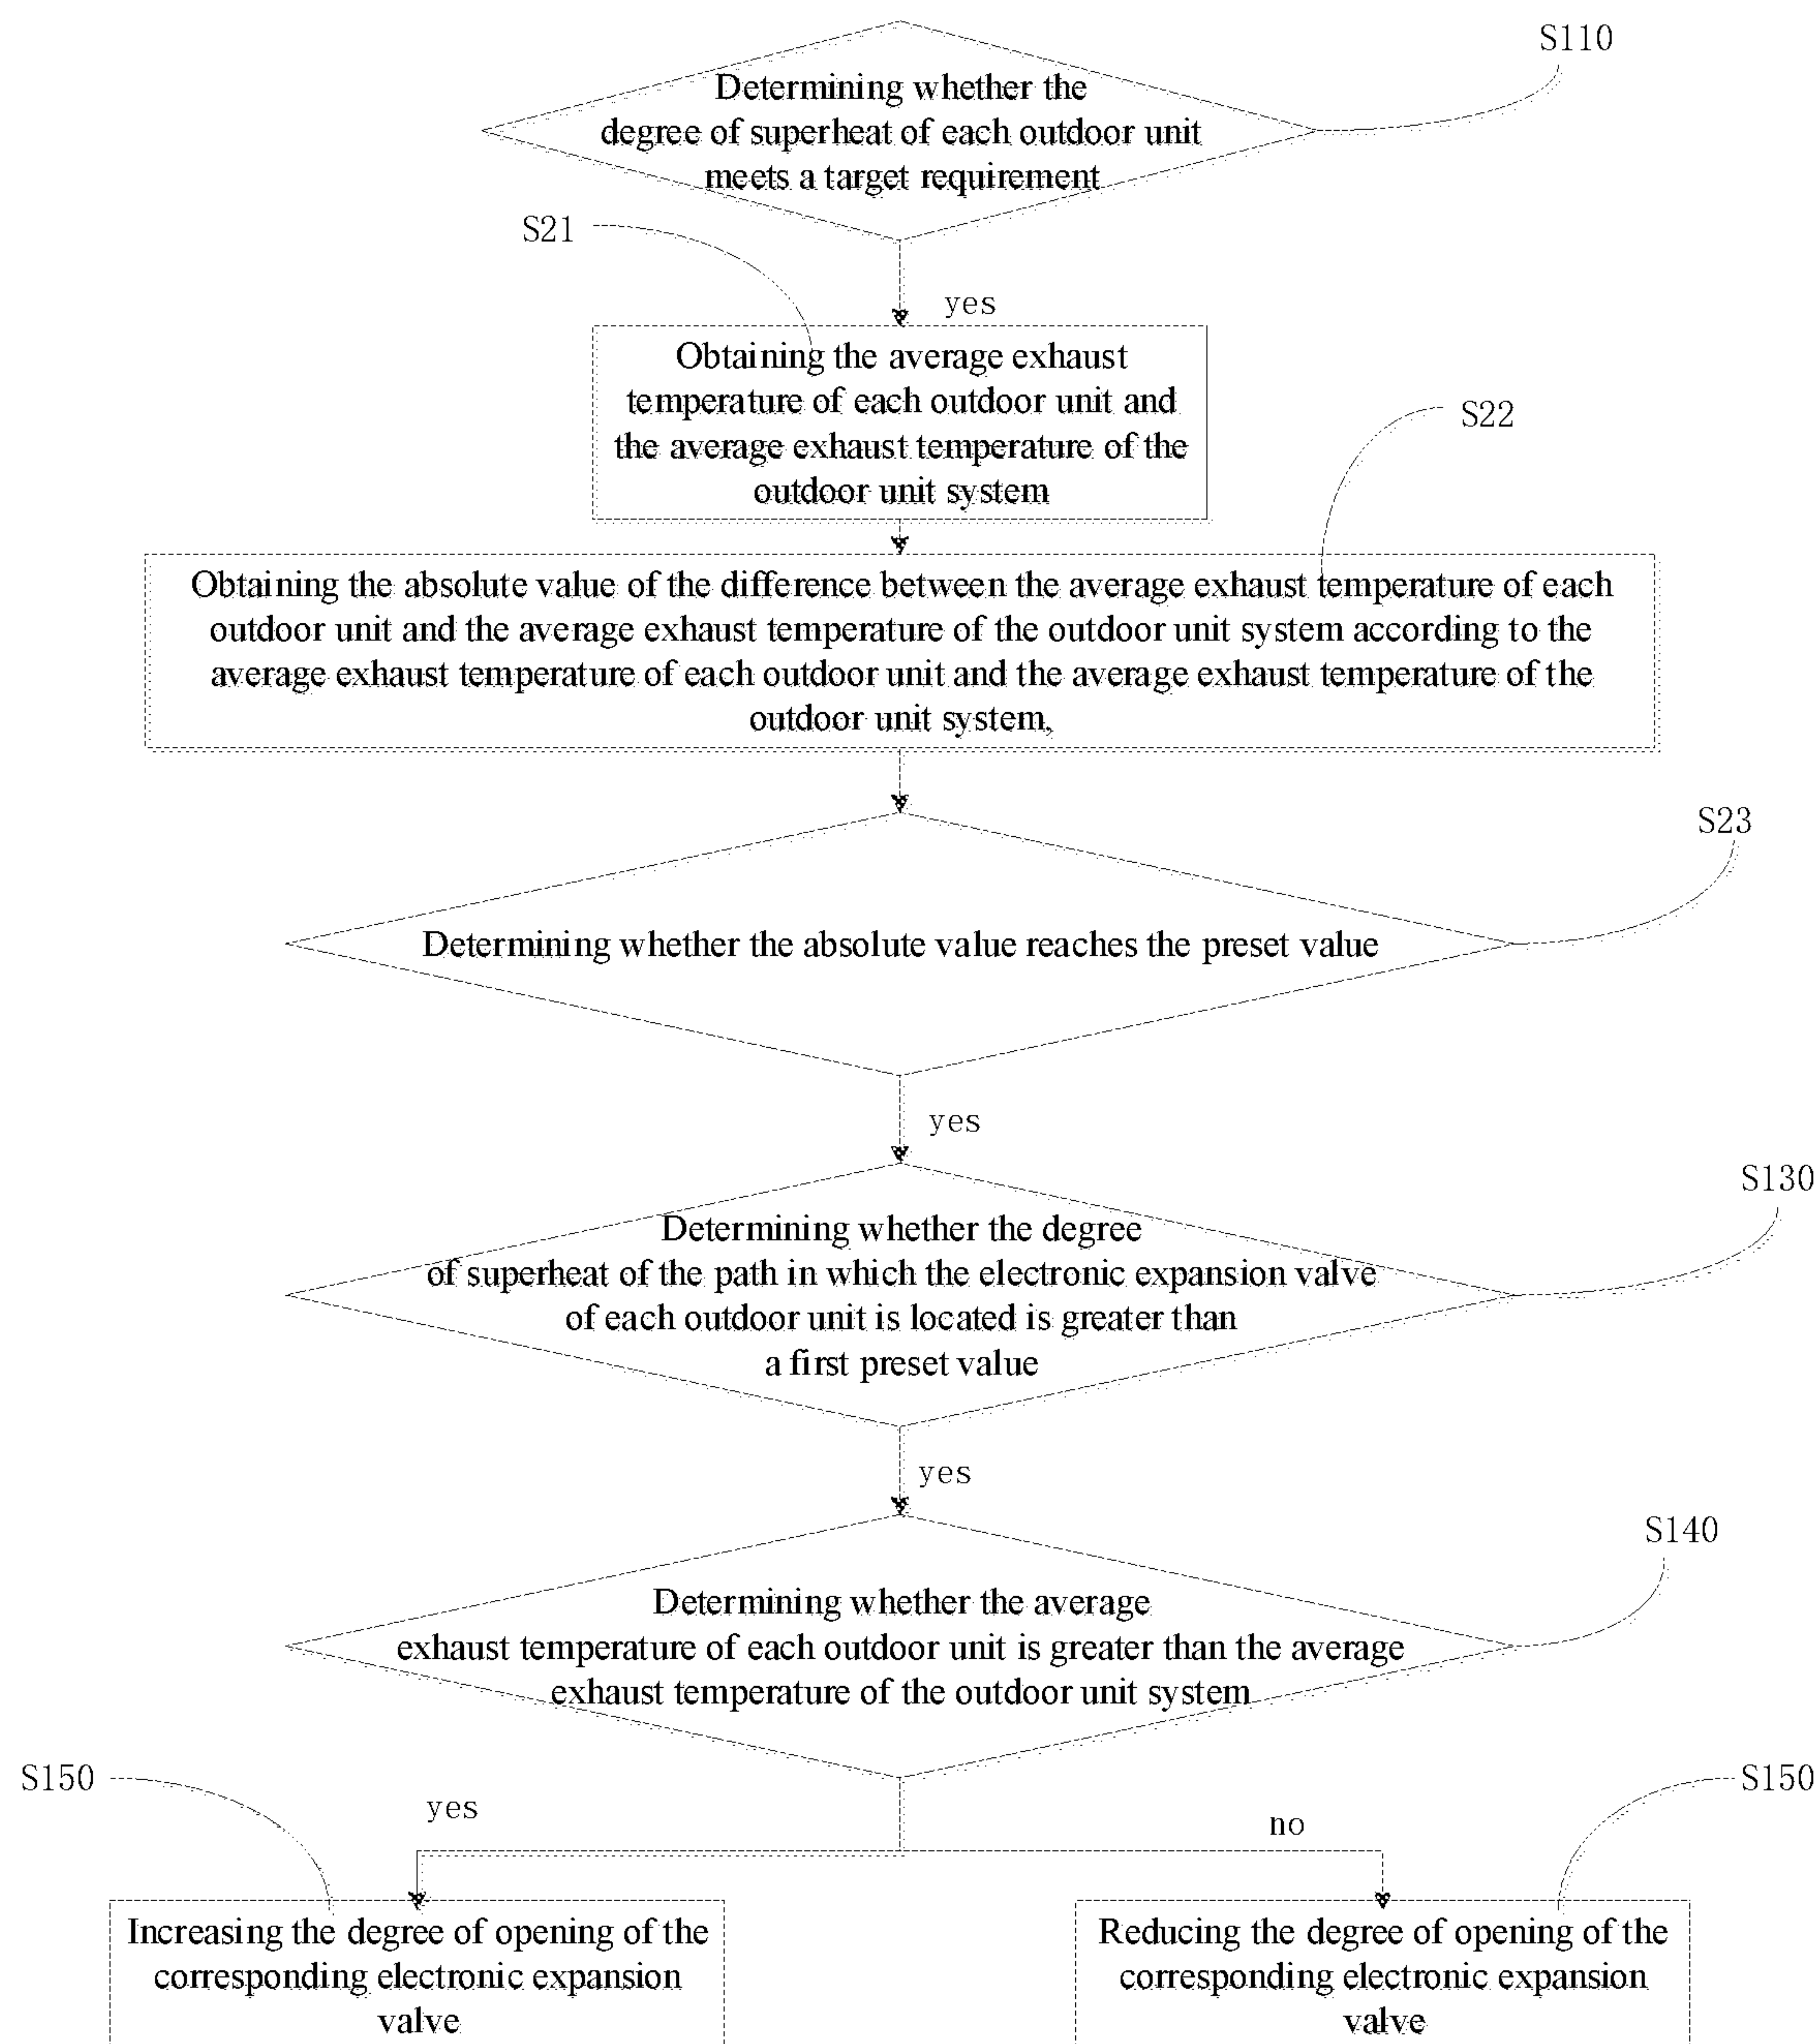 S110
Determining whether the
degree of superheat of each outdoor unit
meets a target requirement
S21
yes
Obtaining the average exhaust
temperature of each outdoor unit and
the average exhaust temperature of the
outdoor unit system
S22
Obtaining the absolute value of the difference between the average exhaust temperature of each
outdoor unit and the average exhaust temperature of the outdoor unit system according to the
average exhaust temperature of each outdoor unit and the average exhaust temperature of the
outdoor unit system,
S23
Determining whether the absolute value reaches the preset value
yes
S130
Determining whether the degree
of superheat of the path in which the electronic expansion valve
of each outdoor unit is located is greater than
a first preset value
yes
S140
Determining whether the average
exhaust temperature of each outdoor unit is greater than the average
exhaust temperature of the outdoor unit system
S150
yes
no
S150
Increasing the degree of opening of the
corresponding electronic expansion
valve
Reducing the degree of opening of the
corresponding electronic expansion
valve